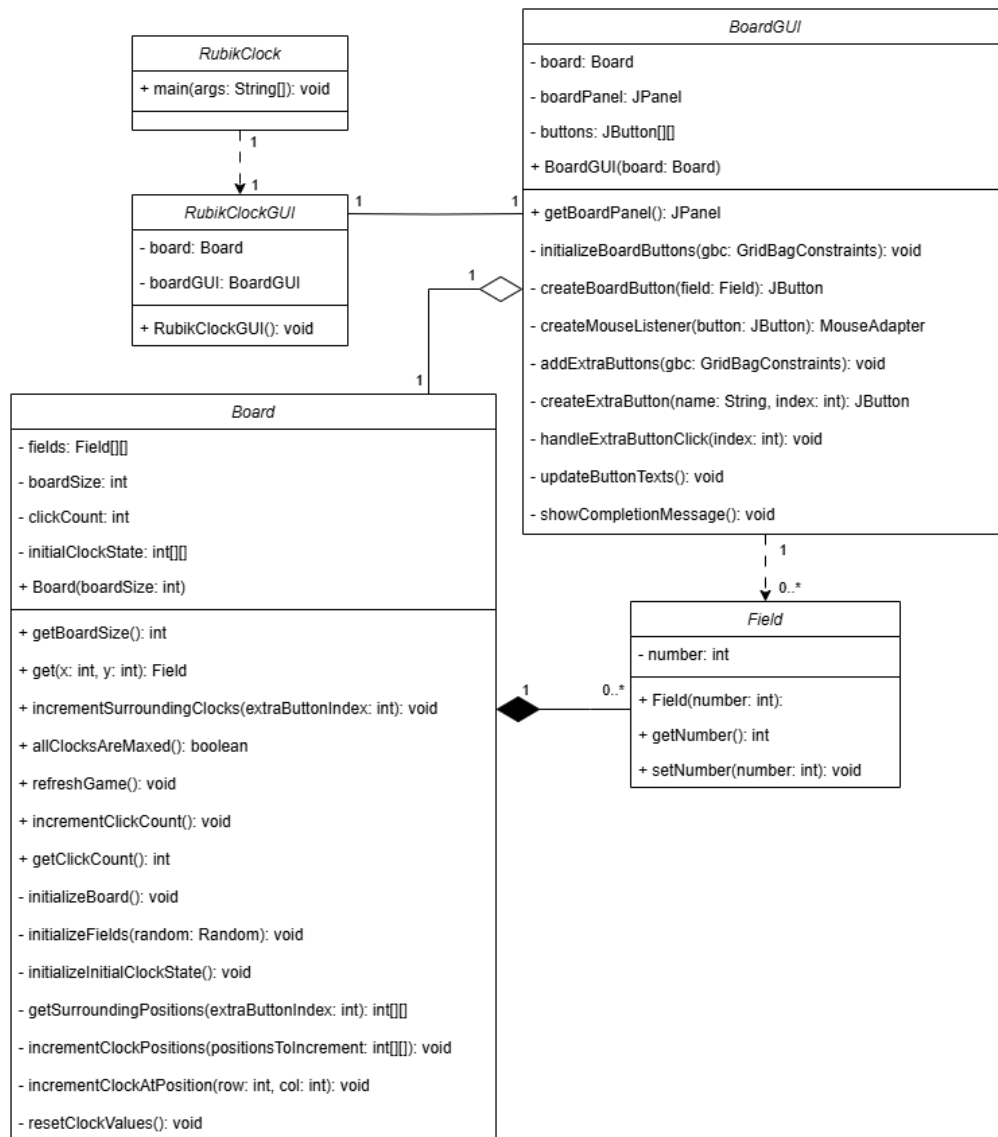 RubikClock
+ main(args: String[]): void
1
1
RubikClockGUI
- board: Board
- boardGUI: BoardGUI
+ RubikClockGUI(): void
1
1
BoardGUI
- board: Board
- boardPanel: JPanel
- buttons: JButton[][]
+ BoardGUI(board: Board)
+ getBoardPanel(): JPanel
- initializeBoardButtons(gbc: GridBagConstraints): void
- createBoardButton(field: Field): JButton
- createMouseListener(button: JButton): MouseAdapter
- addExtraButtons(gbc: GridBagConstraints): void
- createExtraButton(name: String, index: int): JButton
- handleExtraButtonClick(index: int): void
- updateButtonTexts(): void
- showCompletionMessage(): void
1
1
Board
- fields: Field[][]
- boardSize: int
- clickCount: int
- initialClockState: int[][]
+ Board(boardSize: int)
+ getBoardSize(): int
+ get(x: int, y: int): Field
+ incrementSurroundingClocks(extraButtonIndex: int): void
+ allClocksAreMaxed(): boolean
+ refreshGame(): void
+ incrementClickCount(): void
+ getClickCount(): int
- initializeBoard(): void
- initializeFields(random: Random): void
- initializeInitialClockState(): void
- getSurroundingPositions(extraButtonIndex: int): int[][]
- incrementClockPositions(positionsToIncrement: int[][]): void
- incrementClockAtPosition(row: int, col: int): void
- resetClockValues(): void
1
0..*
1
0..*
Field
- number: int
+ Field(number: int):
+ getNumber(): int
+ setNumber(number: int): void